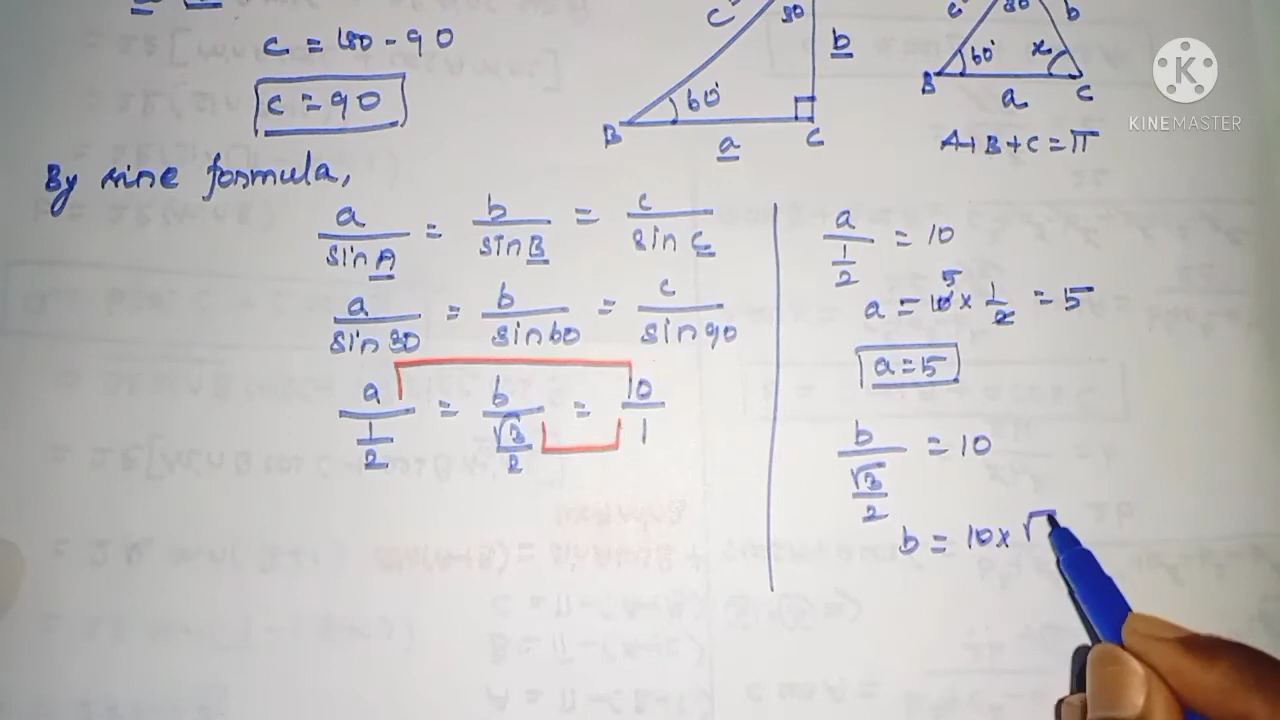 C = 180 - 90
C = 90
c 30 b
60°
B a C
c 30 b
60° x
B a C
A+B+C = π
KINEMASTER
By sine formula,
a/sin A = b/sin B = c/sin C
a/sin 30 = b/sin 60 = c/sin 90
a/(1/2) = b/(√3/2) = 10/1
a/(1/2) = 10
a = 10 × 1/2 = 5
5
a = 5
b/(√3/2) = 10
b = 10 × √